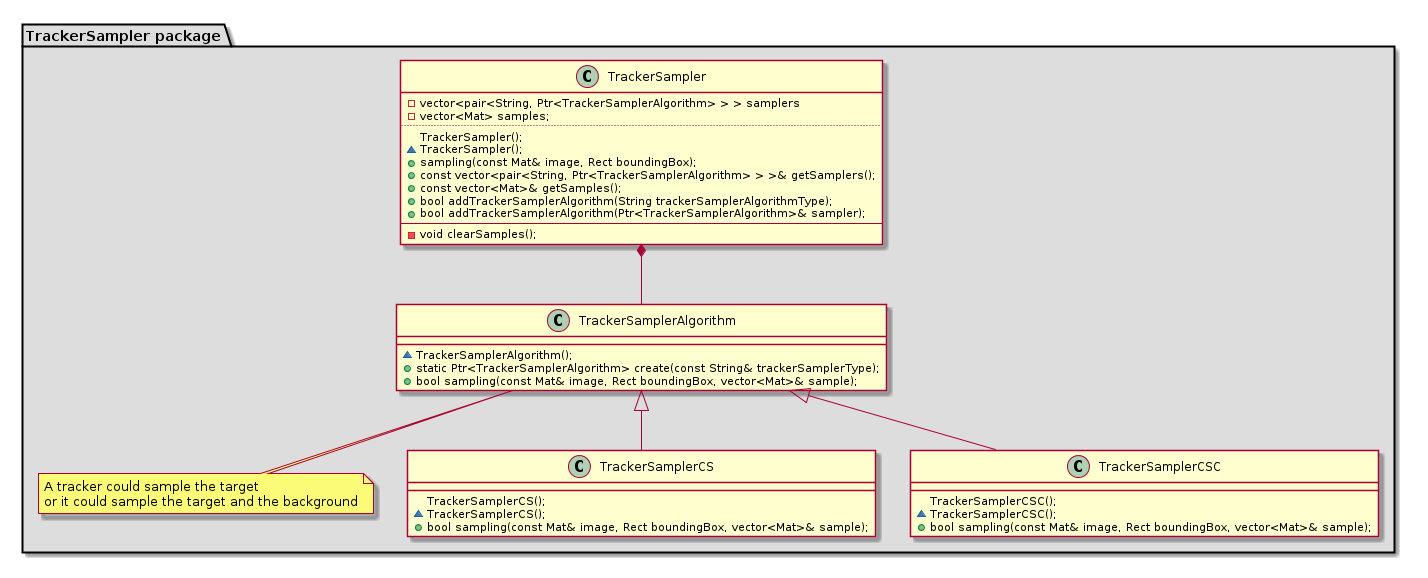 TrackerSampler package
C TrackerSampler
vector<pair<String, Ptr<TrackerSamplerAlgorithm> > > samplers
vector<Mat> samples;
TrackerSampler();
TrackerSampler();
sampling(const Mat& image, Rect boundingBox);
const vector<pair<String, Ptr<TrackerSamplerAlgorithm> > >& getSamplers();
const vector<Mat>& getSamples();
bool addTrackerSamplerAlgorithm(String trackerSamplerAlgorithmType);
bool addTrackerSamplerAlgorithm(Ptr<TrackerSamplerAlgorithm>& sampler);
void clearSamples();
C TrackerSamplerAlgorithm
TrackerSamplerAlgorithm();
static Ptr<TrackerSamplerAlgorithm> create(const String& trackerSamplerType);
bool sampling(const Mat& image, Rect boundingBox, vector<Mat>& sample);
A tracker could sample the target
or it could sample the target and the background
C TrackerSamplerCS
TrackerSamplerCS();
TrackerSamplerCS();
bool sampling(const Mat& image, Rect boundingBox, vector<Mat>& sample);
C TrackerSamplerCSC
TrackerSamplerCSC();
TrackerSamplerCSC();
bool sampling(const Mat& image, Rect boundingBox, vector<Mat>& sample);